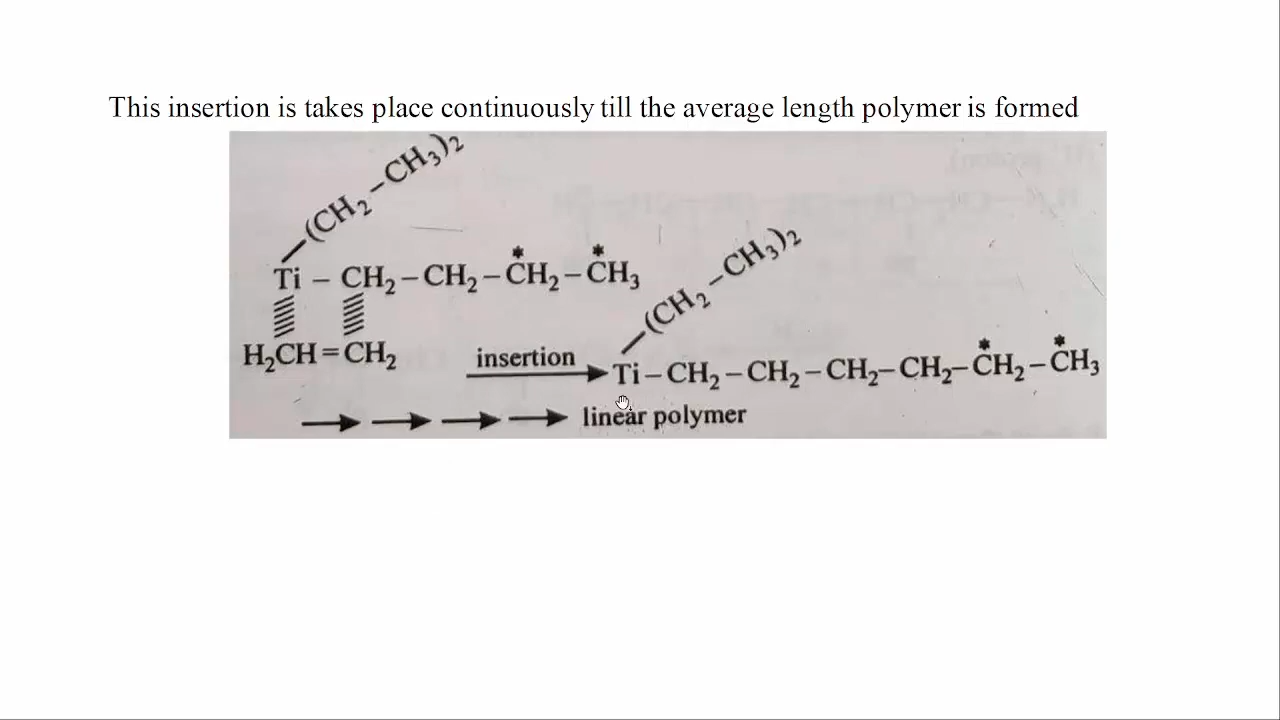 This insertion is takes place continuously till the average length polymer is formed
(CH₂–CH₃)₂
Ti – CH₂–CH₂–*CH₂–*CH₃
H₂CH=CH₂
insertion
(CH₂–CH₃)₂
Ti–CH₂–CH₂–CH₂–CH₂–*CH₂–*CH₃
linear polymer